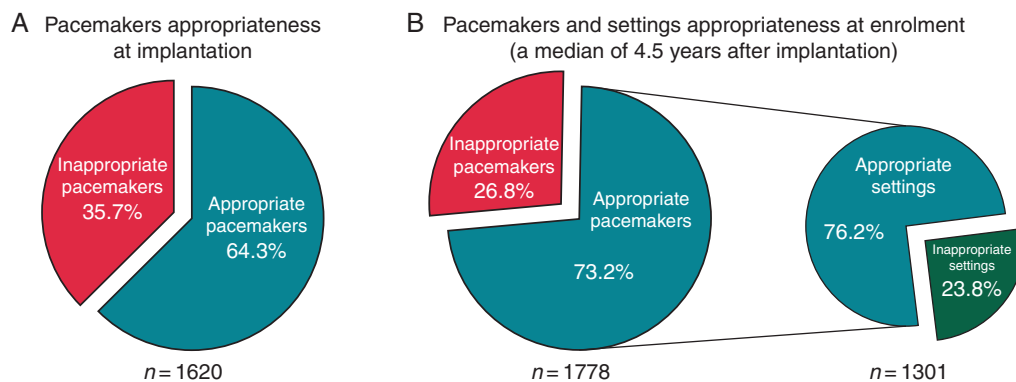 A Pacemakers appropriateness
at implantation
Inappropriate
pacemakers
35.7%
Appropriate
pacemakers
64.3%
n = 1620
B Pacemakers and settings appropriateness at enrolment
(a median of 4.5 years after implantation)
Inappropriate
pacemakers
26.8%
Appropriate
pacemakers
73.2%
n = 1778
Appropriate
settings
76.2%
Inappropriate
settings
23.8%
n = 1301